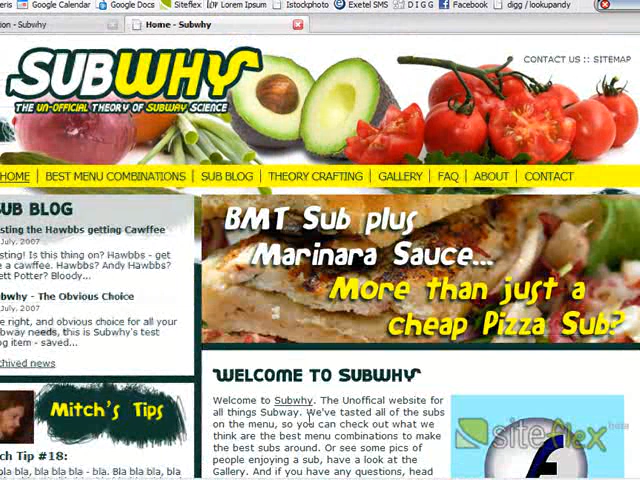 eris Google Calendar Google Docs Siteflex Lorem Ipsum Istockphoto Exetel SMS D I G G Facebook digg / lookupandy
on - Subwhy Home - Subwhy
SUBWHY
THE UN-OFFICIAL THEORY OF SUBWAY SCIENCE
CONTACT US :: SITEMAP
HOME | BEST MENU COMBINATIONS | SUB BLOG | THEORY CRAFTING | GALLERY | FAQ | ABOUT | CONTACT
SUB BLOG
sting the Hawbbs getting Cawffee
July, 2007
sting! Is this thing on? Hawbbs - get
e a cawffee. Hawbbs? Andy Hawbbs?
ett Potter? Bloody...
bwhy - The Obvious Choice
July, 2007
e right, and obvious choice for all your
bway needs, this is Subwhy's test
og item - saved...
chived news
Mitch's Tips
ch Tip #18:
bla bla, bla bla bla - bla. Bla bla, bla, bla
BMT Sub plus
Marinara Sauce...
More than just a
cheap Pizza Sub?
WELCOME TO SUBWHY
Welcome to Subwhy. The Unoffical website for
all things Subway. We've tasted all of the subs
on the menu, so you can check out what we
think are the best menu combinations to make
the best subs around. Or see some pics of
people enjoying a sub, have a look at the
Gallery. And if you have any questions, head
siteflex beta